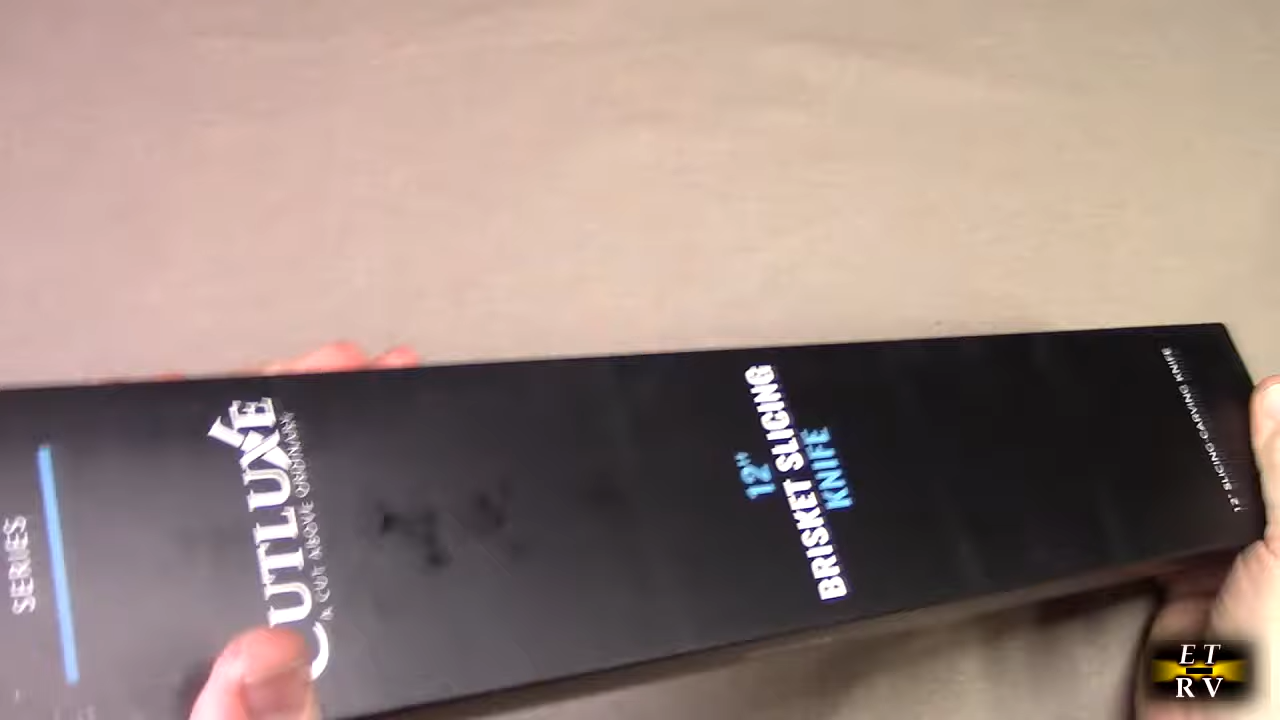 SERIES
CUTLUXE
A CUT ABOVE ORDINARY
12"
BRISKET SLICING
KNIFE
12" SLICING-CARVING KNIFE
ET
RV